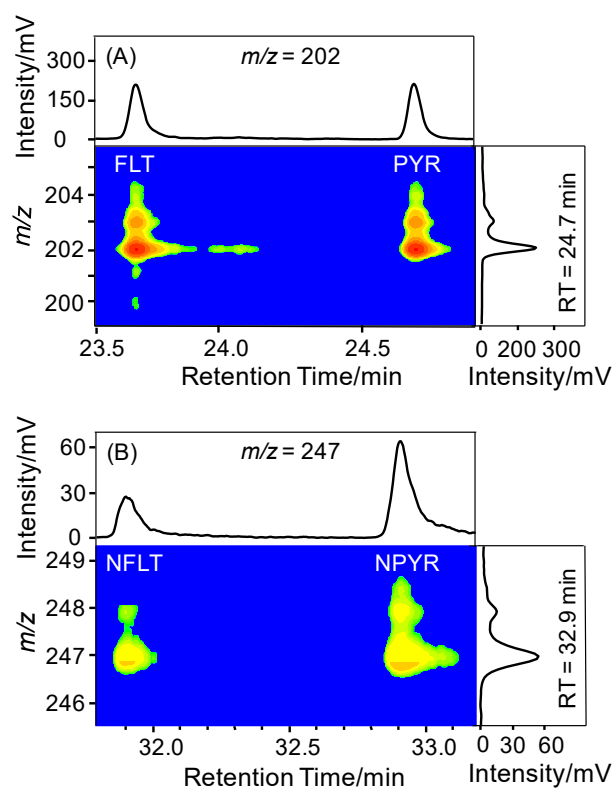 (A)
m/z = 202
Intensity/mV
300
150
0
FLT
PYR
m/z
204
202
200
23.5
24.0
24.5
Retention Time/min
RT = 24.7 min
0 200 300
Intensity/mV
(B)
m/z = 247
Intensity/mV
60
30
0
NFLT
NPYR
m/z
249
248
247
246
32.0
32.5
33.0
Retention Time/min
RT = 32.9 min
0 30 60
Intensity/mV